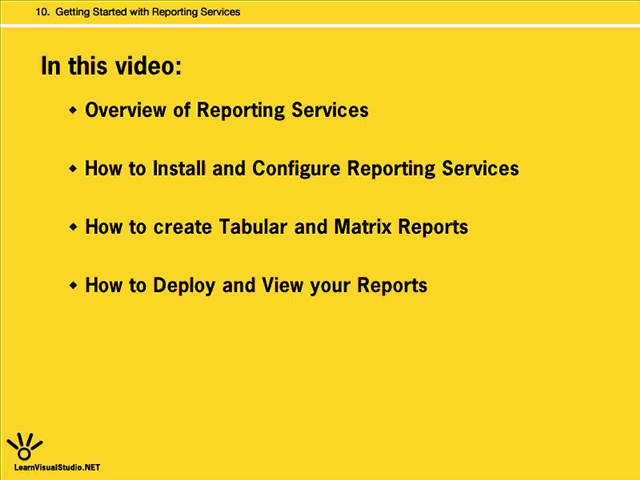 10. Getting Started with Reporting Services
In this video:
◆ Overview of Reporting Services
◆ How to Install and Configure Reporting Services
◆ How to create Tabular and Matrix Reports
◆ How to Deploy and View your Reports
LearnVisualStudio.NET